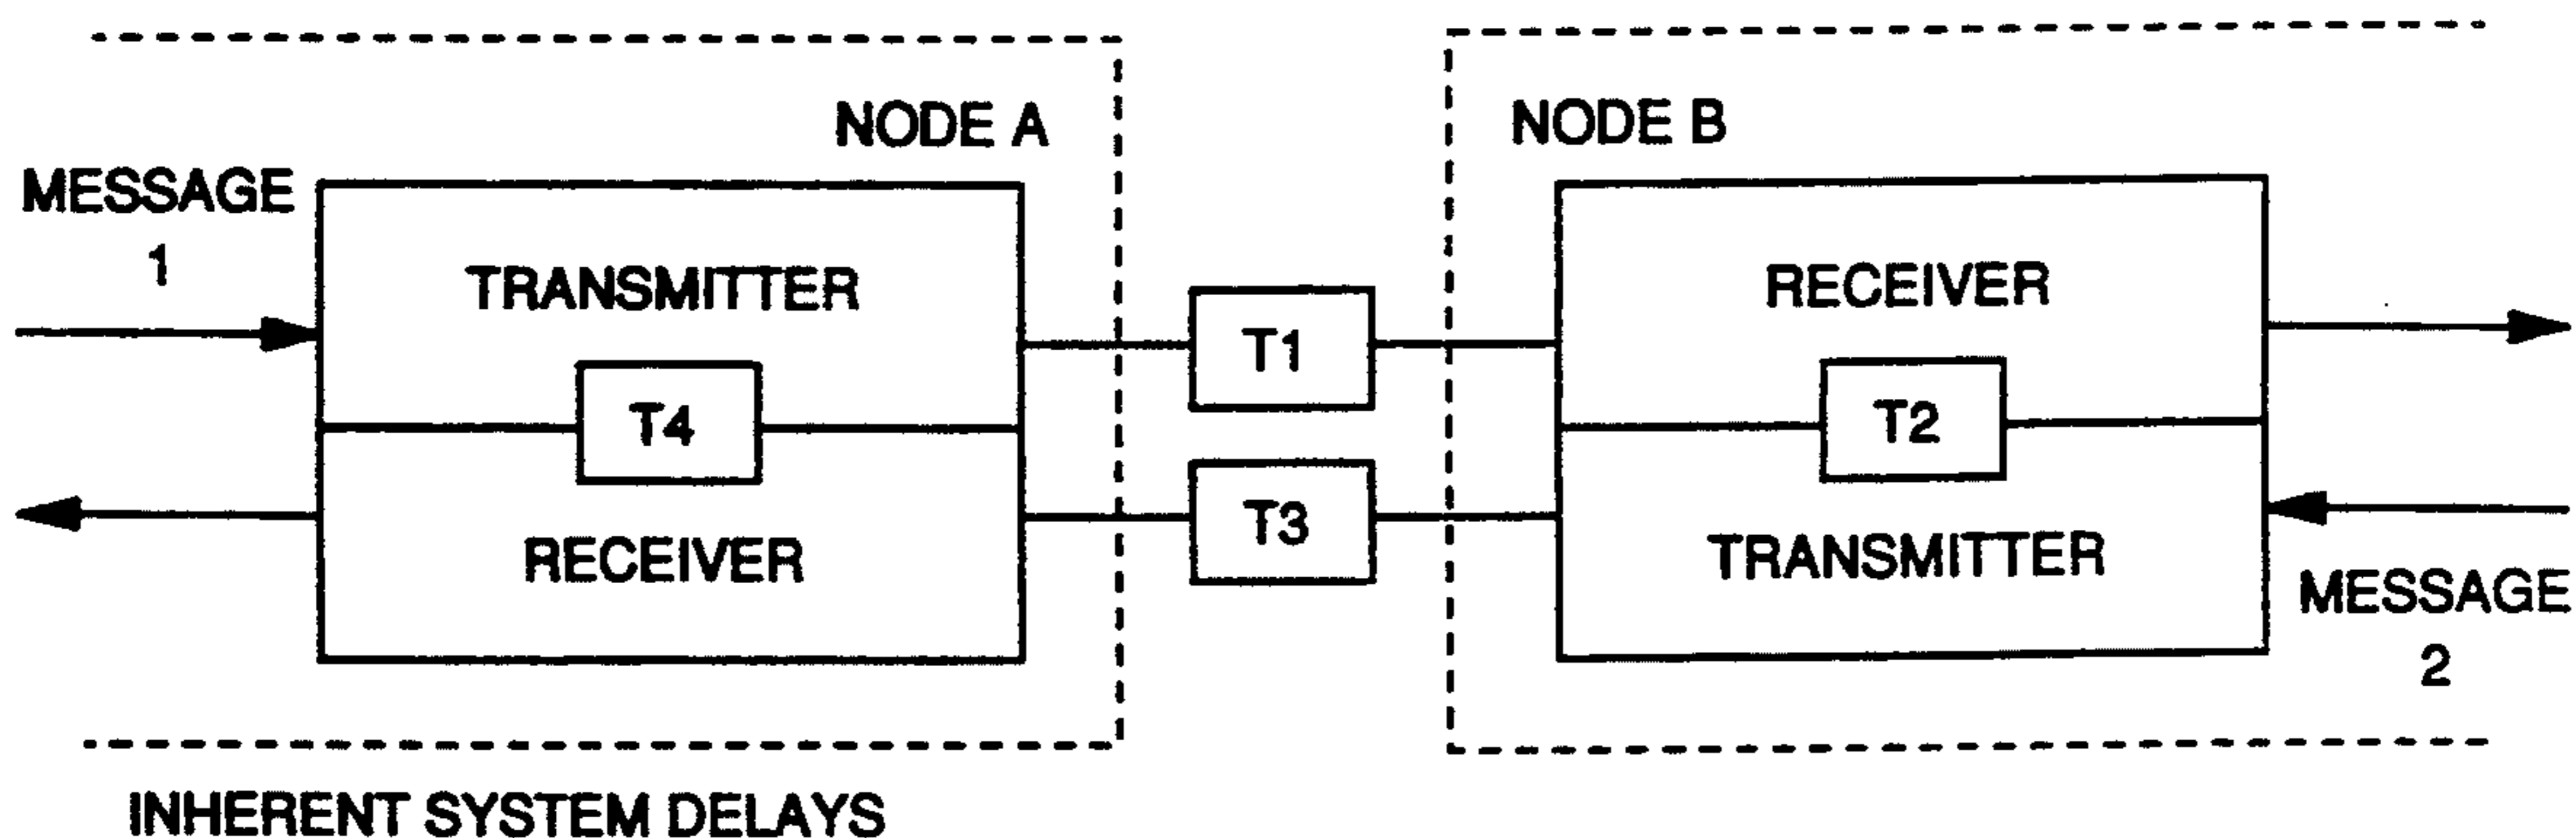 NODE A
NODE B
MESSAGE
1
TRANSMITTER
RECEIVER
T1
T4
T2
T3
RECEIVER
TRANSMITTER
MESSAGE
2
INHERENT SYSTEM DELAYS